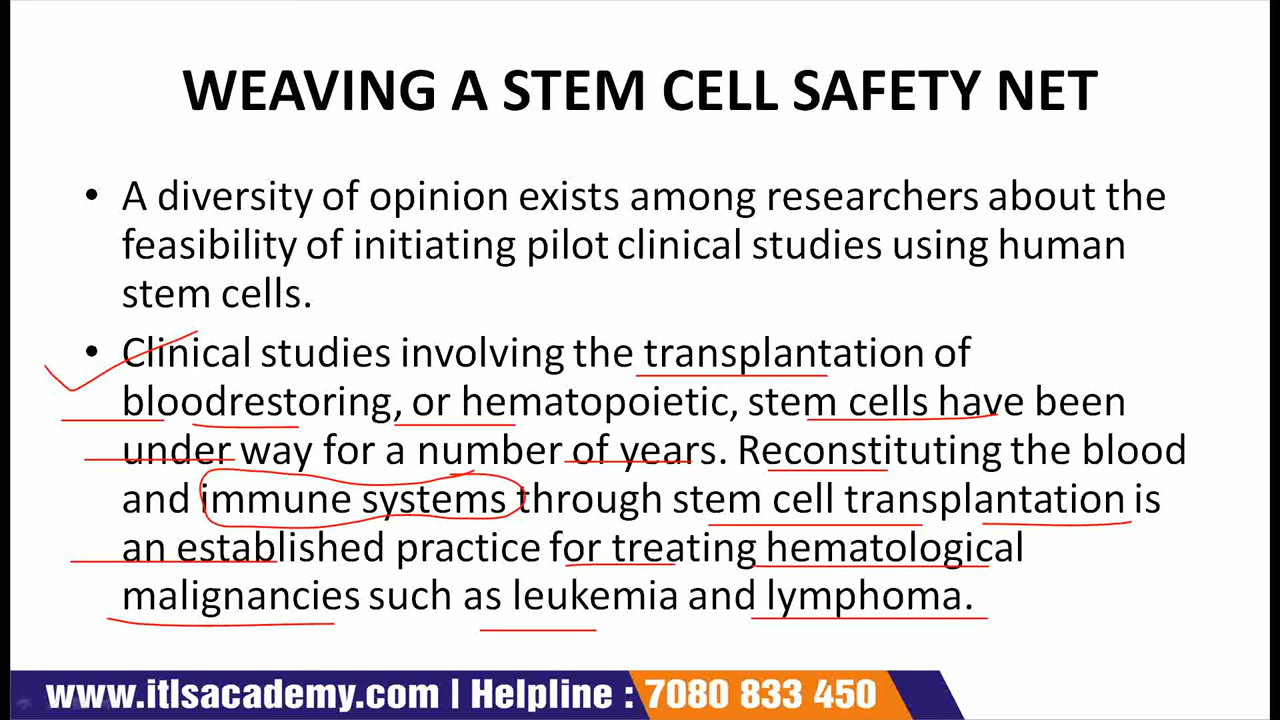 WEAVING A STEM CELL SAFETY NET
• A diversity of opinion exists among researchers about the
feasibility of initiating pilot clinical studies using human
stem cells.
• Clinical studies involving the transplantation of
bloodrestoring, or hematopoietic, stem cells have been
under way for a number of years. Reconstituting the blood
and immune systems through stem cell transplantation is
an established practice for treating hematological
malignancies such as leukemia and lymphoma.
www.itlsacademy.com | Helpline : 7080 833 450